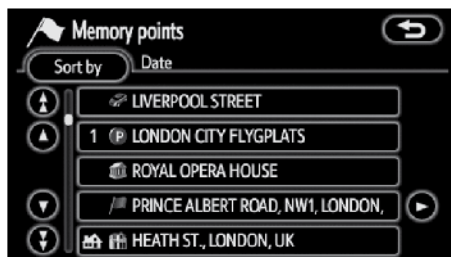 Memory points
Sort by Date
LIVERPOOL STREET
1 P LONDON CITY FLYGPLATS
ROYAL OPERA HOUSE
PRINCE ALBERT ROAD, NW1, LONDON,
HEATH ST., LONDON, UK